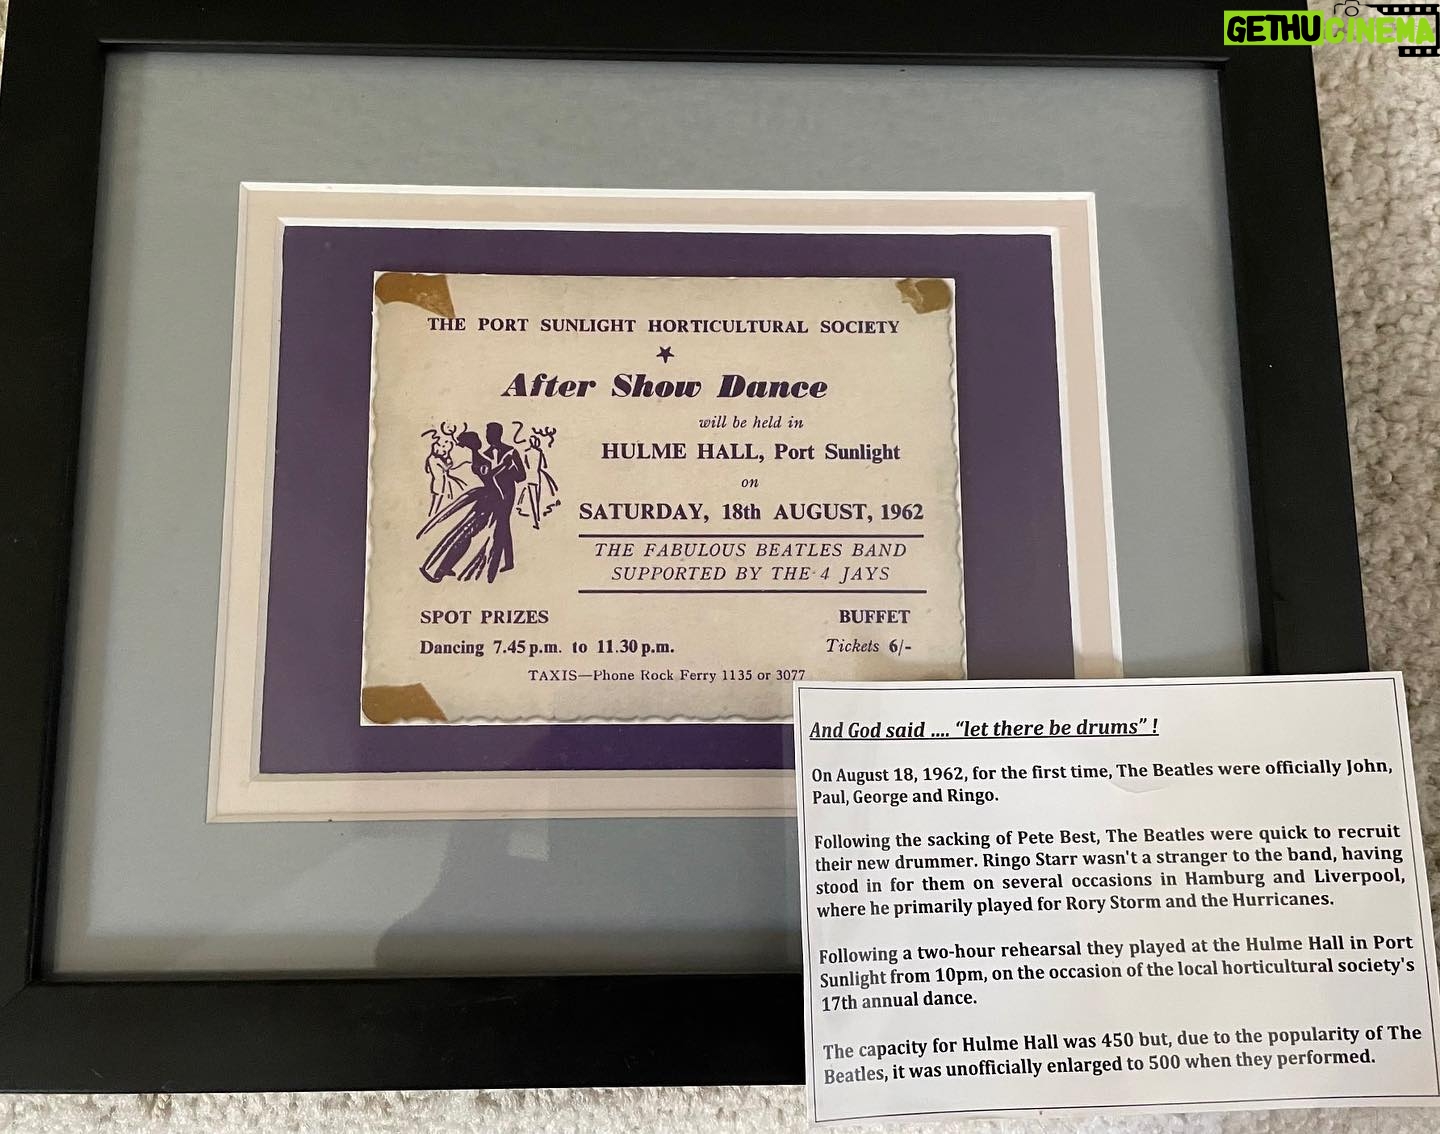 GETHU CINEMA
THE PORT SUNLIGHT HORTICULTURAL SOCIETY
After Show Dance
will be held in
HULME HALL, Port Sunlight
on
SATURDAY, 18th AUGUST, 1962
THE FABULOUS BEATLES BAND
SUPPORTED BY THE 4 JAYS
SPOT PRIZES
BUFFET
Dancing 7.45 p.m. to 11.30 p.m.
Tickets 6/-
TAXIS—Phone Rock Ferry 1135 or 3077
And God said .... “let there be drums” !
On August 18, 1962, for the first time, The Beatles were officially John,
Paul, George and Ringo.
Following the sacking of Pete Best, The Beatles were quick to recruit
their new drummer. Ringo Starr wasn't a stranger to the band, having
stood in for them on several occasions in Hamburg and Liverpool,
where he primarily played for Rory Storm and the Hurricanes.
Following a two-hour rehearsal they played at the Hulme Hall in Port
Sunlight from 10pm, on the occasion of the local horticultural society's
17th annual dance.
The capacity for Hulme Hall was 450 but, due to the popularity of The
Beatles, it was unofficially enlarged to 500 when they performed.